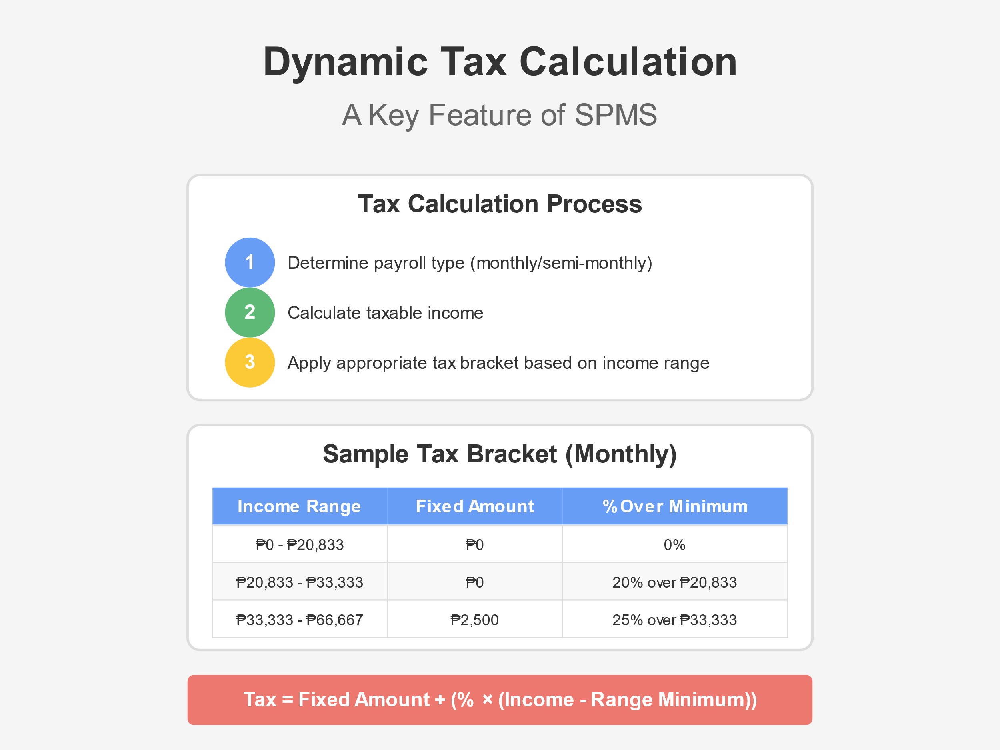 Dynamic Tax Calculation
A Key Feature of SPMS
Tax Calculation Process
1 Determine payroll type (monthly/semi-monthly)
2 Calculate taxable income
3 Apply appropriate tax bracket based on income range
Sample Tax Bracket (Monthly)
Income Range Fixed Amount % Over Minimum
₱0 - ₱20,833 ₱0 0%
₱20,833 - ₱33,333 ₱0 20% over ₱20,833
₱33,333 - ₱66,667 ₱2,500 25% over ₱33,333
Tax = Fixed Amount + (% × (Income - Range Minimum))